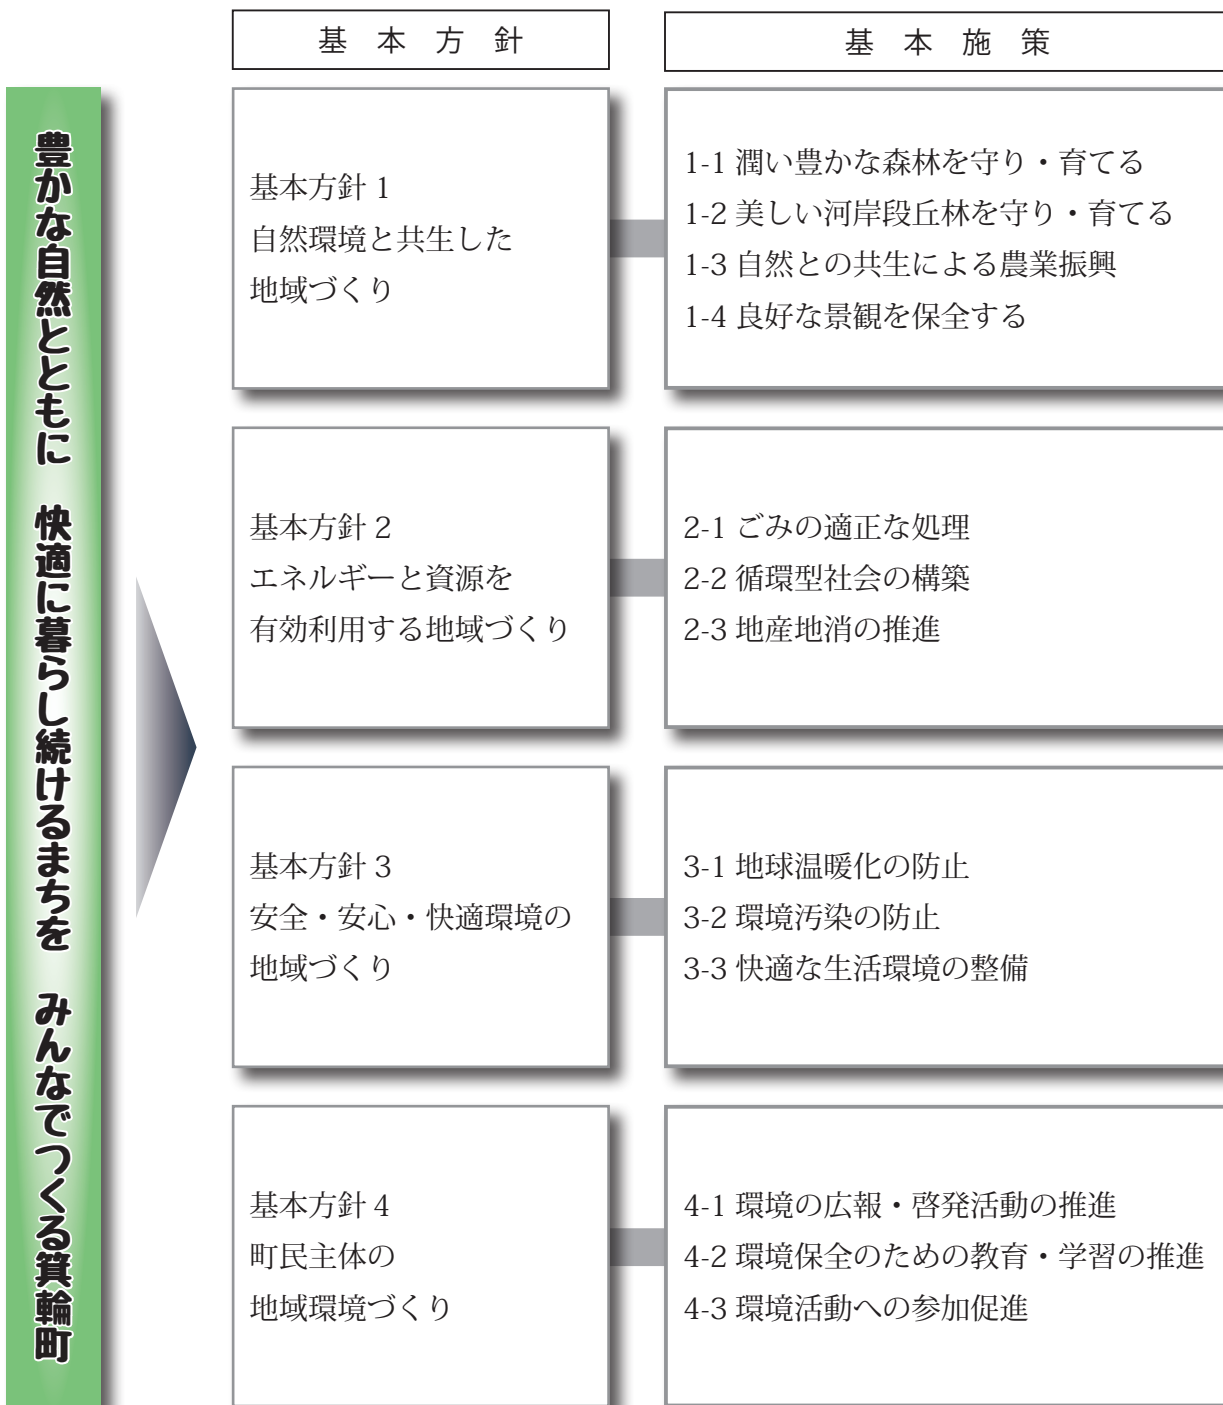 基本方針
基本施策
豊かな自然とともに　快適に暮らし続けるまちを　みんなでつくる箕輪町
基本方針 1
自然環境と共生した
地域づくり
1-1 潤い豊かな森林を守り・育てる
1-2 美しい河岸段丘林を守り・育てる
1-3 自然との共生による農業振興
1-4 良好な景観を保全する
基本方針 2
エネルギーと資源を
有効利用する地域づくり
2-1 ごみの適正な処理
2-2 循環型社会の構築
2-3 地産地消の推進
基本方針 3
安全・安心・快適環境の
地域づくり
3-1 地球温暖化の防止
3-2 環境汚染の防止
3-3 快適な生活環境の整備
基本方針 4
町民主体の
地域環境づくり
4-1 環境の広報・啓発活動の推進
4-2 環境保全のための教育・学習の推進
4-3 環境活動への参加促進